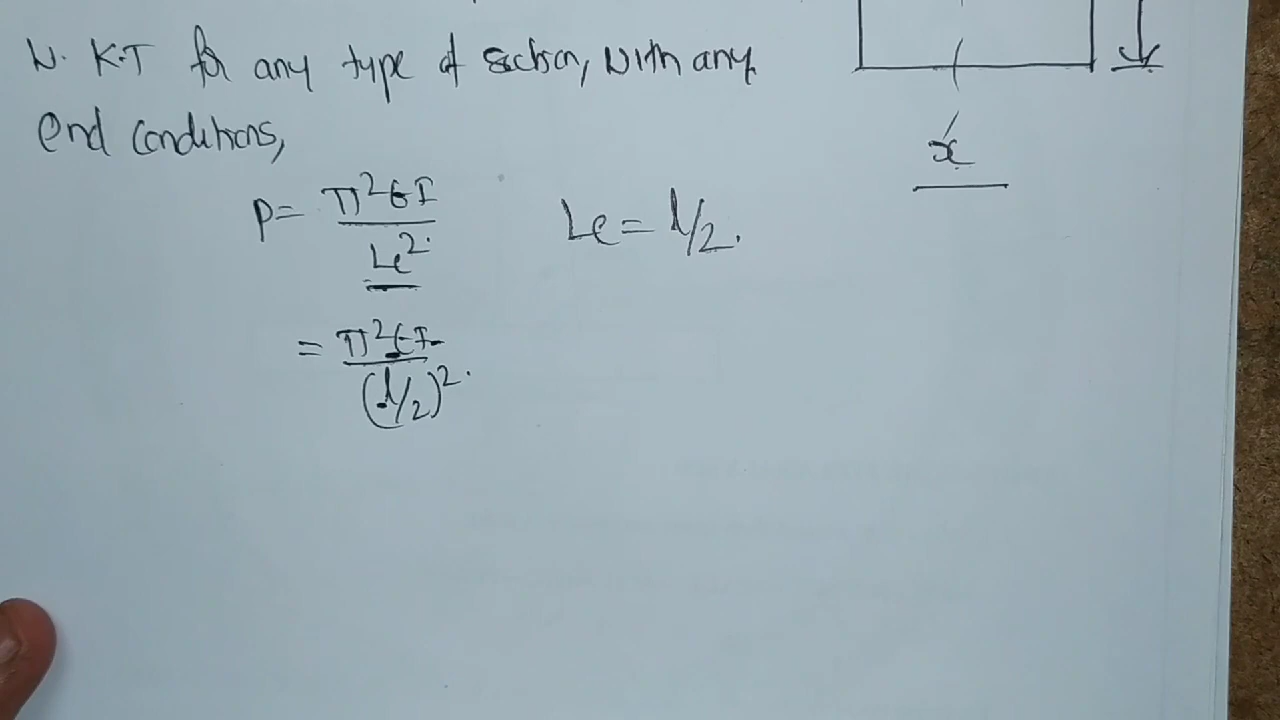 W.K.T for any type of section, with any
end conditions,
P = π²EI / Le²    Le = l/2.
= π²EI / (l/2)²
x